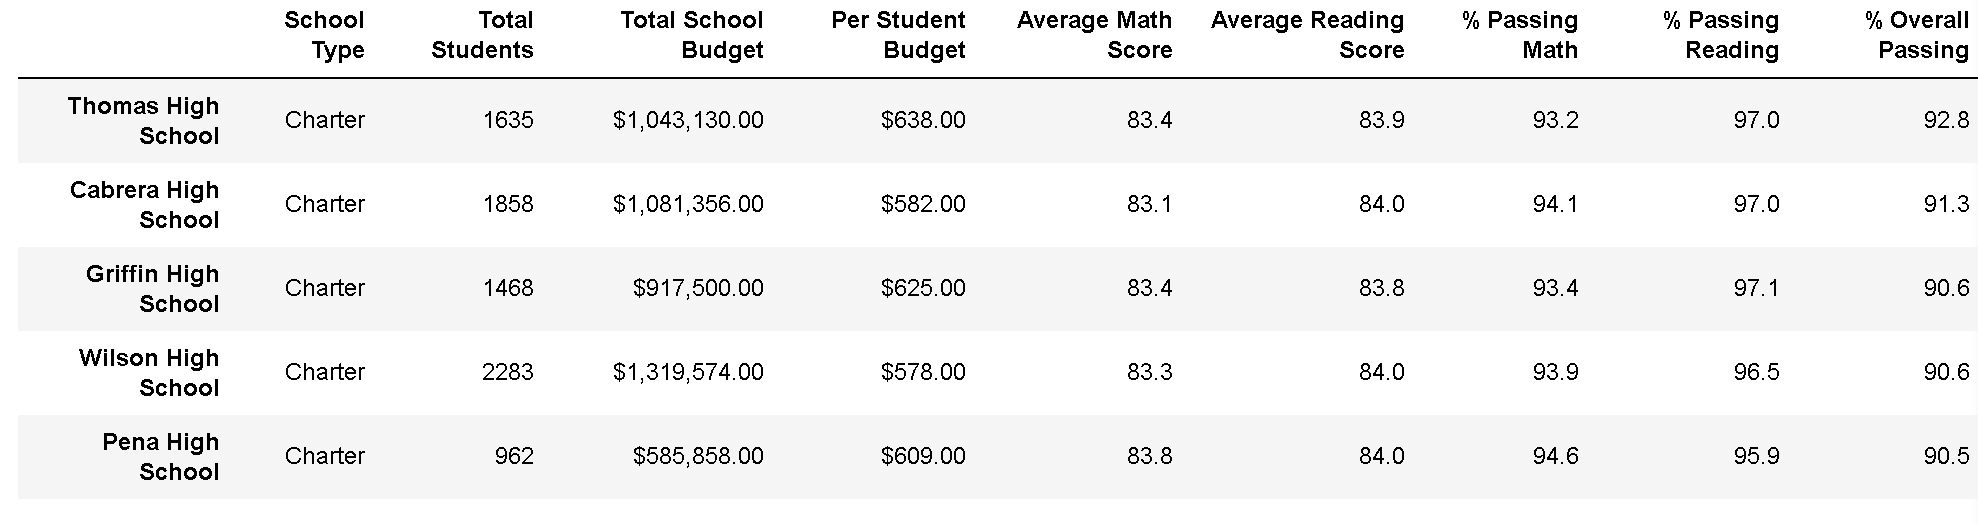 School Total Total School Per Student Average Math Average Reading % Passing % Passing % Overall
Type Students Budget Budget Score Score Math Reading Passing
Thomas High School Charter 1635 $1,043,130.00 $638.00 83.4 83.9 93.2 97.0 92.8
Cabrera High School Charter 1858 $1,081,356.00 $582.00 83.1 84.0 94.1 97.0 91.3
Griffin High School Charter 1468 $917,500.00 $625.00 83.4 83.8 93.4 97.1 90.6
Wilson High School Charter 2283 $1,319,574.00 $578.00 83.3 84.0 93.9 96.5 90.6
Pena High School Charter 962 $585,858.00 $609.00 83.8 84.0 94.6 95.9 90.5